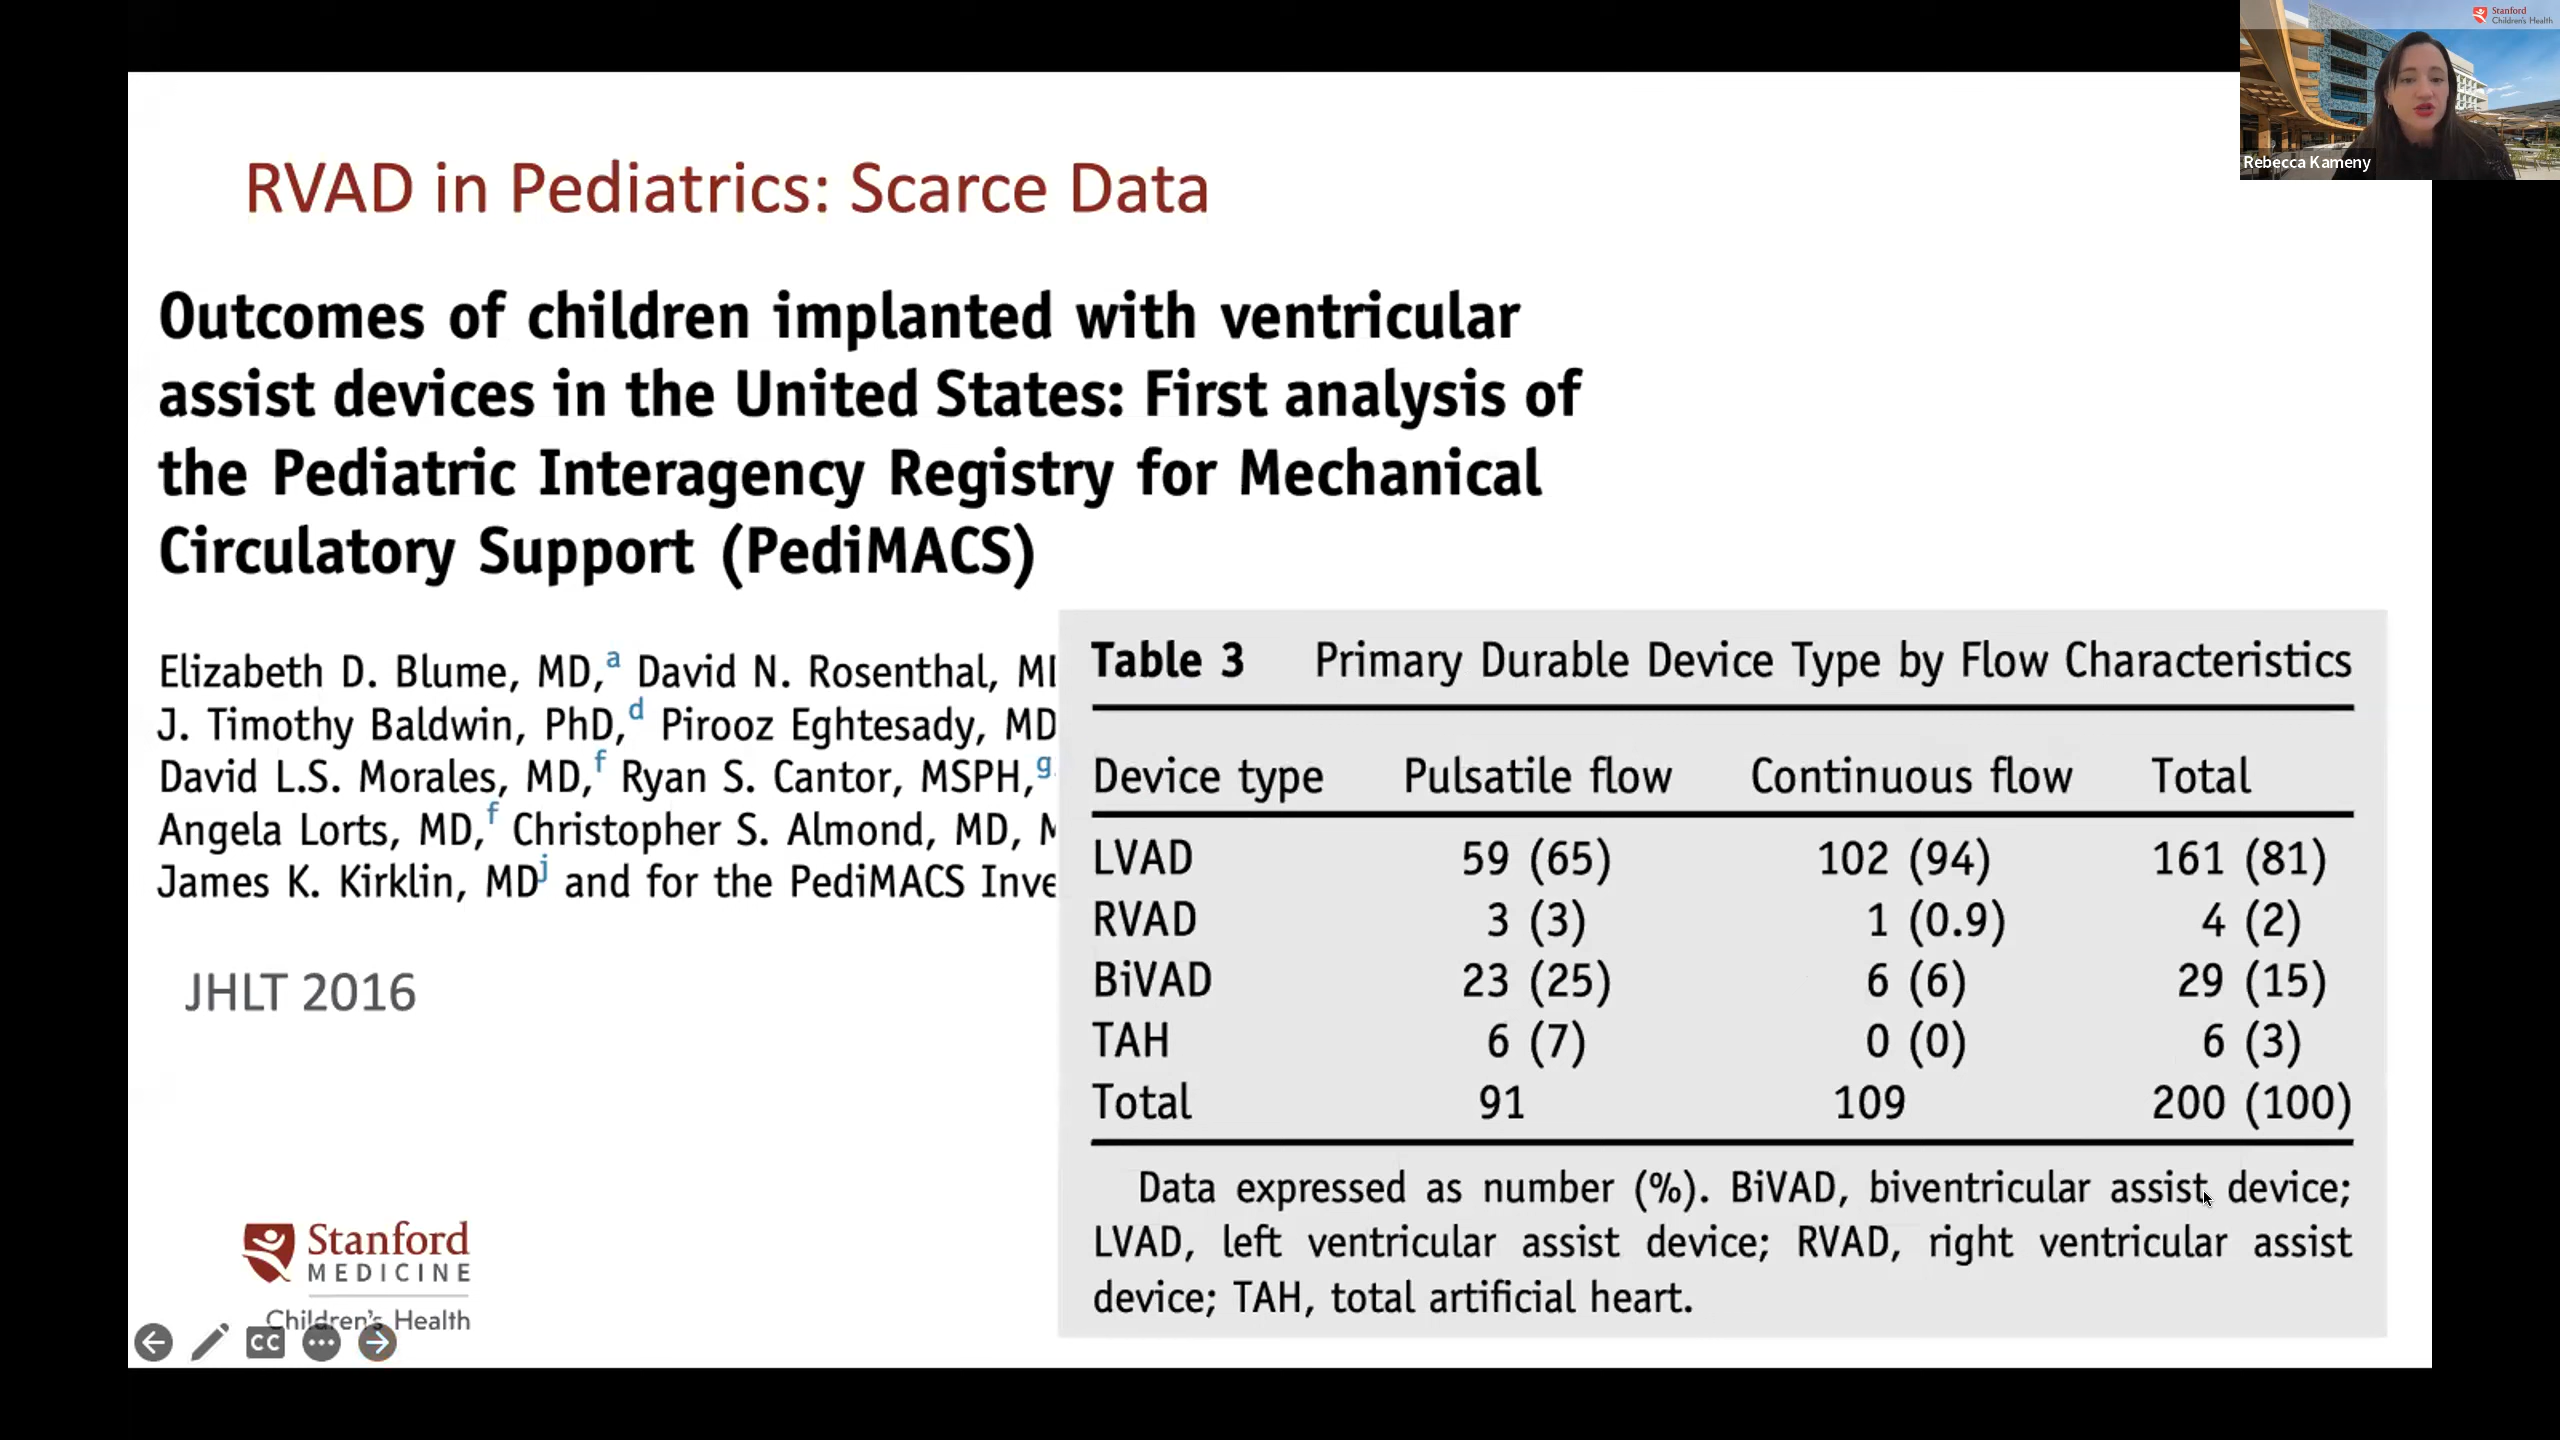 Stanford
Children's Health
Rebecca Kameny
RVAD in Pediatrics: Scarce Data
Outcomes of children implanted with ventricular
assist devices in the United States: First analysis of
the Pediatric Interagency Registry for Mechanical
Circulatory Support (PediMACS)
Elizabeth D. Blume, MD,a David N. Rosenthal,
J. Timothy Baldwin, PhD,d Pirooz Eghtesady, MD
David L.S. Morales, MD,f Ryan S. Cantor, MSPH,g
Angela Lorts, MD,f Christopher S. Almond, MD,
James K. Kirklin, MDj and for the PediMACS Inve
JHLT 2016
Table 3 Primary Durable Device Type by Flow Characteristics
Device type Pulsatile flow Continuous flow Total
LVAD 59 (65) 102 (94) 161 (81)
RVAD 3 (3) 1 (0.9) 4 (2)
BiVAD 23 (25) 6 (6) 29 (15)
TAH 6 (7) 0 (0) 6 (3)
Total 91 109 200 (100)
Data expressed as number (%). BiVAD, biventricular assist device;
LVAD, left ventricular assist device; RVAD, right ventricular assist
device; TAH, total artificial heart.
Stanford
MEDICINE
Children's Health
CC